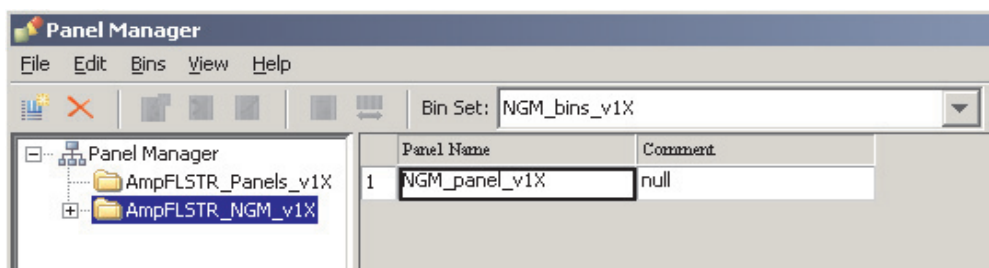 Panel Manager
File Edit Bins View Help
Bin Set: NGM_bins_v1X
Panel Manager
AmpFLSTR_Panels_v1X
AmpFLSTR_NGM_v1X
Panel Name Comment
1 NGM_panel_v1X null